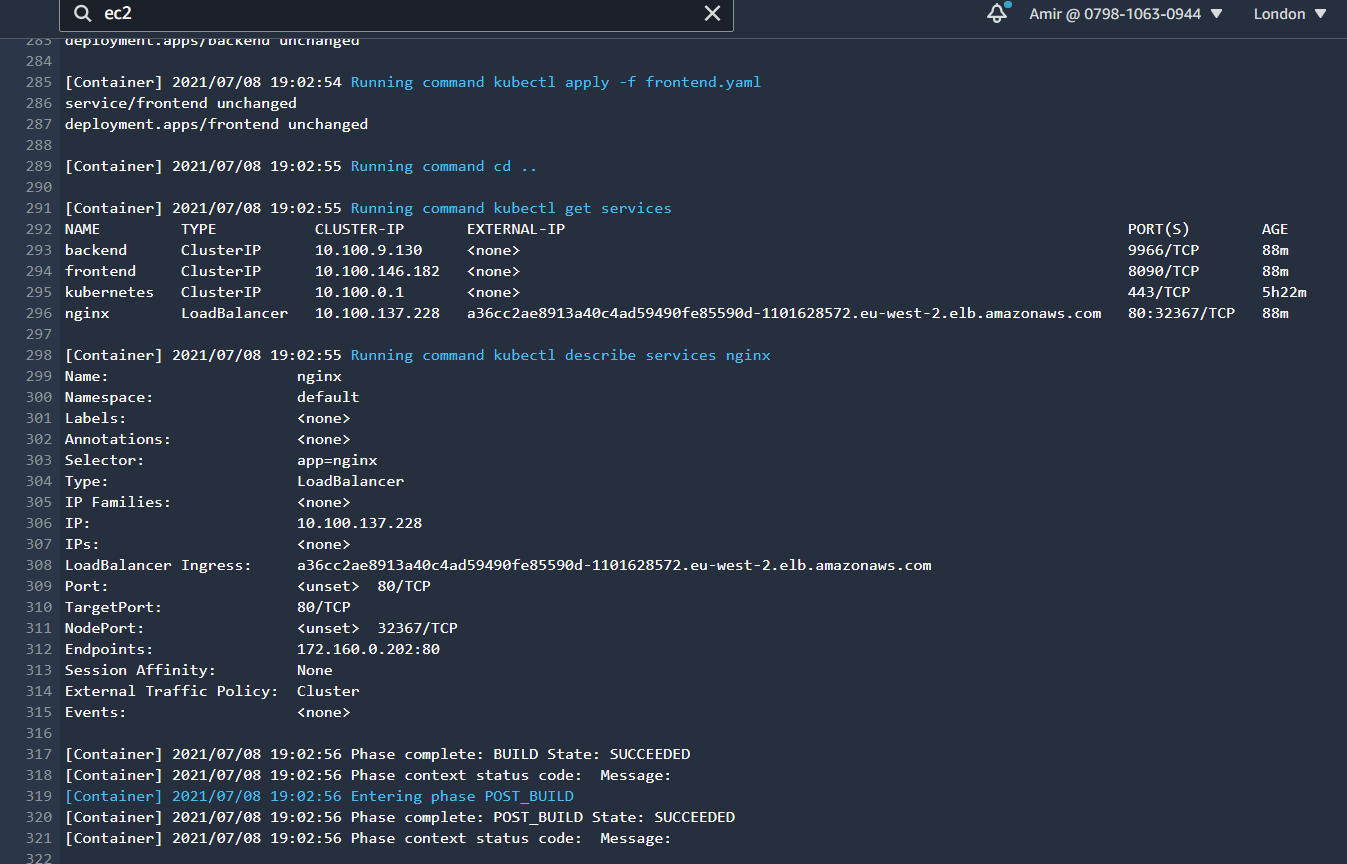 ec2
Amir @ 0798-1063-0944 ▼ London ▼
283 deployment.apps/backend unchanged
284
285 [Container] 2021/07/08 19:02:54 Running command kubectl apply -f frontend.yaml
286 service/frontend unchanged
287 deployment.apps/frontend unchanged
288
289 [Container] 2021/07/08 19:02:55 Running command cd ..
290
291 [Container] 2021/07/08 19:02:55 Running command kubectl get services
292 NAME TYPE CLUSTER-IP EXTERNAL-IP PORT(S) AGE
293 backend ClusterIP 10.100.9.130 <none> 9966/TCP 88m
294 frontend ClusterIP 10.100.146.182 <none> 8090/TCP 88m
295 kubernetes ClusterIP 10.100.0.1 <none> 443/TCP 5h22m
296 nginx LoadBalancer 10.100.137.228 a36cc2ae8913a40c4ad59490fe85590d-1101628572.eu-west-2.elb.amazonaws.com 80:32367/TCP 88m
297
298 [Container] 2021/07/08 19:02:55 Running command kubectl describe services nginx
299 Name: nginx
300 Namespace: default
301 Labels: <none>
302 Annotations: <none>
303 Selector: app=nginx
304 Type: LoadBalancer
305 IP Families: <none>
306 IP: 10.100.137.228
307 IPs: <none>
308 LoadBalancer Ingress: a36cc2ae8913a40c4ad59490fe85590d-1101628572.eu-west-2.elb.amazonaws.com
309 Port: <unset> 80/TCP
310 TargetPort: 80/TCP
311 NodePort: <unset> 32367/TCP
312 Endpoints: 172.160.0.202:80
313 Session Affinity: None
314 External Traffic Policy: Cluster
315 Events: <none>
316
317 [Container] 2021/07/08 19:02:56 Phase complete: BUILD State: SUCCEEDED
318 [Container] 2021/07/08 19:02:56 Phase context status code: Message:
319 [Container] 2021/07/08 19:02:56 Entering phase POST_BUILD
320 [Container] 2021/07/08 19:02:56 Phase complete: POST_BUILD State: SUCCEEDED
321 [Container] 2021/07/08 19:02:56 Phase context status code: Message:
322